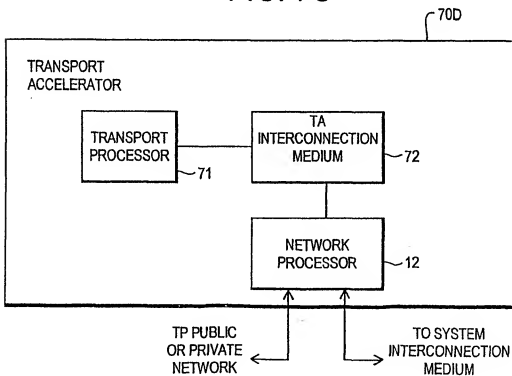 70D
TRANSPORT
ACCELERATOR
TRANSPORT
PROCESSOR
71
TA
INTERCONNECTION
MEDIUM
72
NETWORK
PROCESSOR
12
TP PUBLIC
OR PRIVATE
NETWORK
TO SYSTEM
INTERCONNECTION
MEDIUM